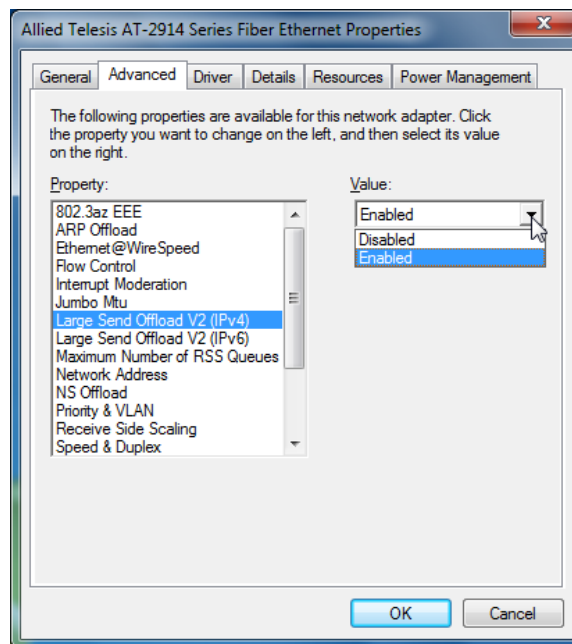 Allied Telesis AT-2914 Series Fiber Ethernet Properties
General Advanced Driver Details Resources Power Management
The following properties are available for this network adapter. Click
the property you want to change on the left, and then select its value
on the right.
Property:
802.3az EEE
ARP Offload
Ethernet@WireSpeed
Flow Control
Interrupt Moderation
Jumbo Mtu
Large Send Offload V2 (IPv4)
Large Send Offload V2 (IPv6)
Maximum Number of RSS Queues
Network Address
NS Offload
Priority & VLAN
Receive Side Scaling
Speed & Duplex
Value:
Enabled
Disabled
Enabled
OK Cancel